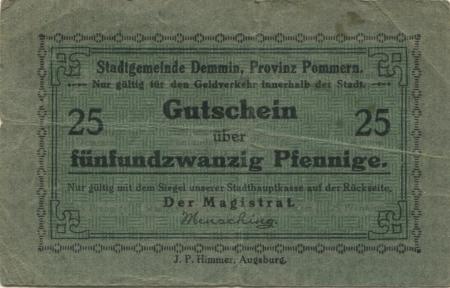 Stadtgemeinde Demmin, Provinz Pommern.
Nur gültig für den Geldverkehr innerhalb der Stadt.
Gutschein
25 über 25
fünfundzwanzig Pfennige.
Nur gültig mit dem Siegel unserer Stadthauptkasse auf der Rückseite.
Der Magistrat.
Mensching.
J. P. Himmer, Augsburg.